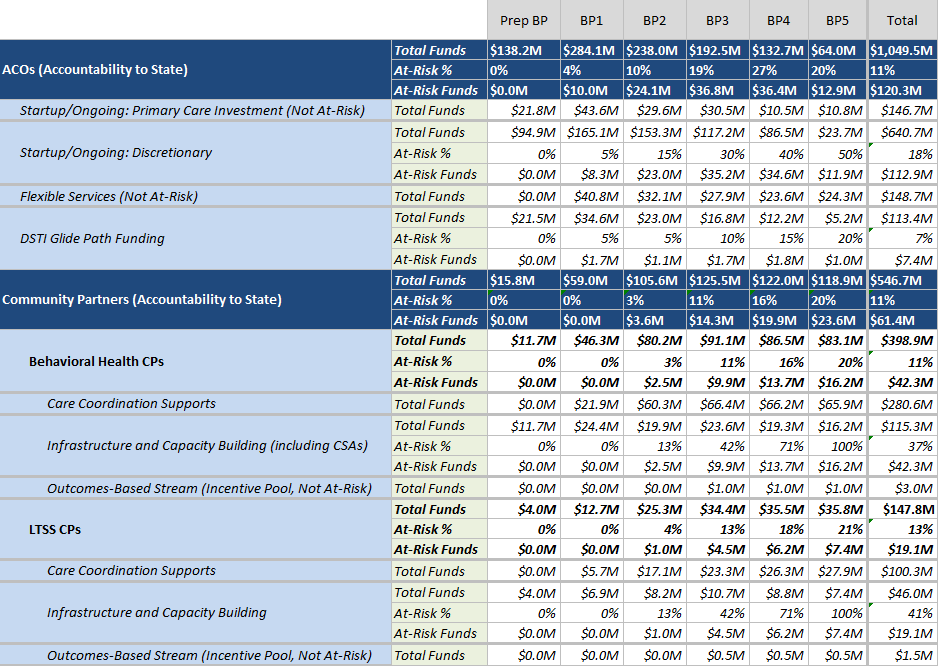 Prep BP BP1 BP2 BP3 BP4 BP5 Total
ACOs (Accountability to State)
Total Funds $138.2M $284.1M $238.0M $192.5M $132.7M $64.0M $1,049.5M
At-Risk % 0% 4% 10% 19% 27% 20% 11%
At-Risk Funds $0.0M $10.0M $24.1M $36.8M $36.4M $12.9M $120.3M
Startup/Ongoing: Primary Care Investment (Not At-Risk) Total Funds $21.8M $43.6M $29.6M $30.5M $10.5M $10.8M $146.7M
Startup/Ongoing: Discretionary
Total Funds $94.9M $165.1M $153.3M $117.2M $86.5M $23.7M $640.7M
At-Risk % 0% 5% 15% 30% 40% 50% 18%
At-Risk Funds $0.0M $8.3M $23.0M $35.2M $34.6M $11.9M $112.9M
Flexible Services (Not At-Risk) Total Funds $0.0M $40.8M $32.1M $27.9M $23.6M $24.3M $148.7M
DSTI Glide Path Funding
Total Funds $21.5M $34.6M $23.0M $16.8M $12.2M $5.2M $113.4M
At-Risk % 0% 5% 5% 10% 15% 20% 7%
At-Risk Funds $0.0M $1.7M $1.1M $1.7M $1.8M $1.0M $7.4M
Community Partners (Accountability to State)
Total Funds $15.8M $59.0M $105.6M $125.5M $122.0M $118.9M $546.7M
At-Risk % 0% 0% 3% 11% 16% 20% 11%
At-Risk Funds $0.0M $0.0M $3.6M $14.3M $19.9M $23.6M $61.4M
Behavioral Health CPs
Total Funds $11.7M $46.3M $80.2M $91.1M $86.5M $83.1M $398.9M
At-Risk % 0% 0% 3% 11% 16% 20% 11%
At-Risk Funds $0.0M $0.0M $2.5M $9.9M $13.7M $16.2M $42.3M
Care Coordination Supports Total Funds $0.0M $21.9M $60.3M $66.4M $66.2M $65.9M $280.6M
Infrastructure and Capacity Building (including CSAs)
Total Funds $11.7M $24.4M $19.9M $23.6M $19.3M $16.2M $115.3M
At-Risk % 0% 0% 13% 42% 71% 100% 37%
At-Risk Funds $0.0M $0.0M $2.5M $9.9M $13.7M $16.2M $42.3M
Outcomes-Based Stream (Incentive Pool, Not At-Risk) Total Funds $0.0M $0.0M $0.0M $1.0M $1.0M $1.0M $3.0M
LTSS CPs
Total Funds $4.0M $12.7M $25.3M $34.4M $35.5M $35.8M $147.8M
At-Risk % 0% 0% 4% 13% 18% 21% 13%
At-Risk Funds $0.0M $0.0M $1.0M $4.5M $6.2M $7.4M $19.1M
Care Coordination Supports Total Funds $0.0M $5.7M $17.1M $23.3M $26.3M $27.9M $100.3M
Infrastructure and Capacity Building
Total Funds $4.0M $6.9M $8.2M $10.7M $8.8M $7.4M $46.0M
At-Risk % 0% 0% 13% 42% 71% 100% 41%
At-Risk Funds $0.0M $0.0M $1.0M $4.5M $6.2M $7.4M $19.1M
Outcomes-Based Stream (Incentive Pool, Not At-Risk) Total Funds $0.0M $0.0M $0.0M $0.5M $0.5M $0.5M $1.5M